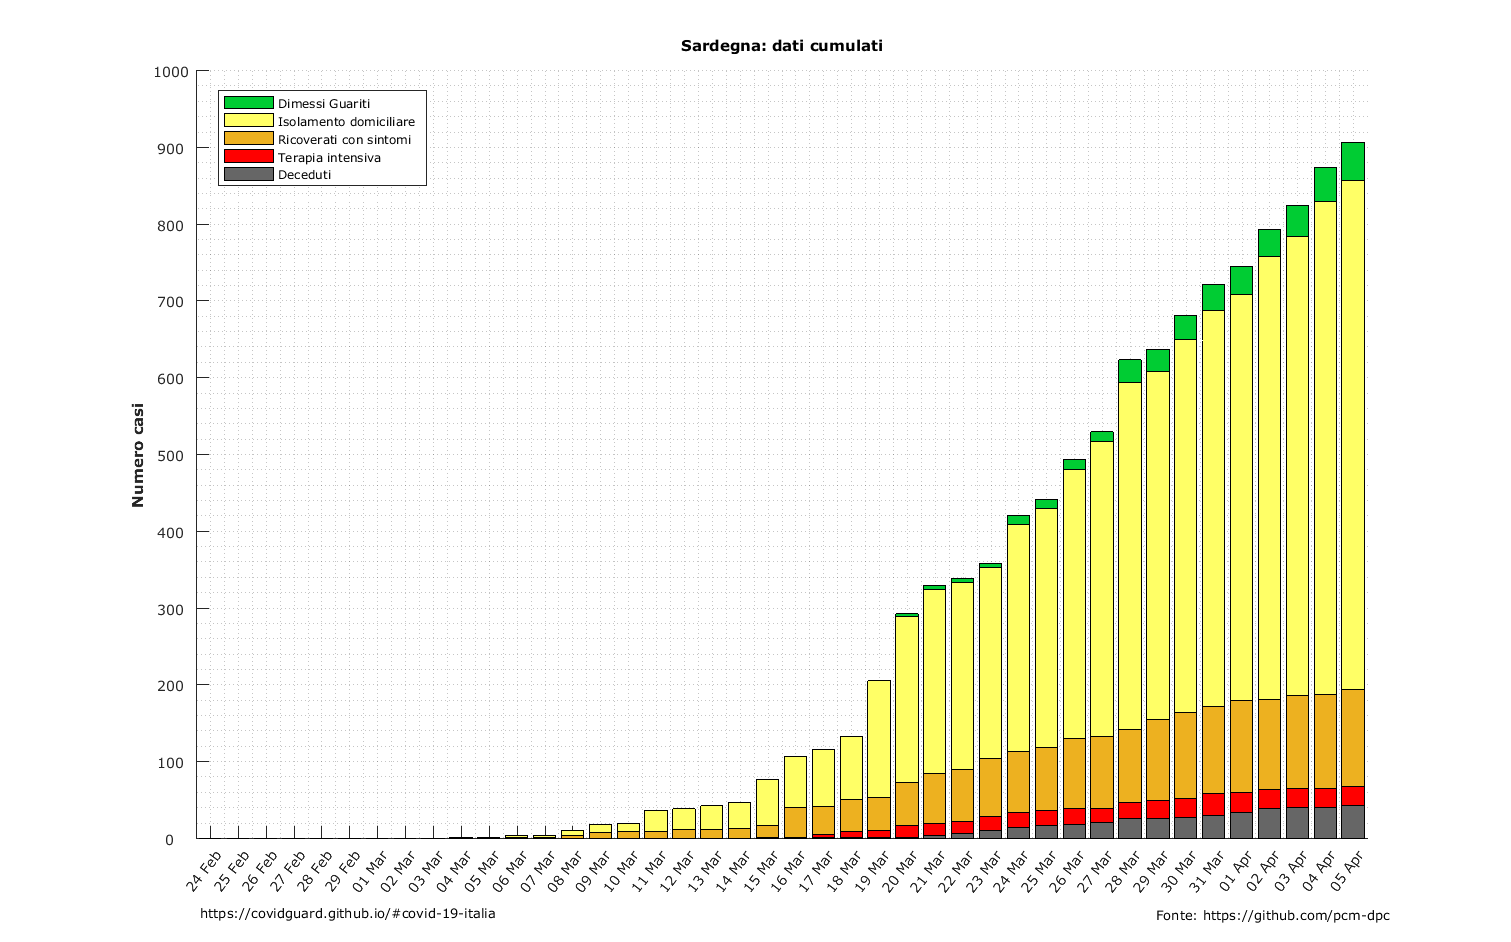 Sardegna: dati cumulati
Dimessi Guariti
Isolamento domiciliare
Ricoverati con sintomi
Terapia intensiva
Deceduti
Numero casi
1000
900
800
700
600
500
400
300
200
100
0
24 Feb
25 Feb
26 Feb
27 Feb
28 Feb
29 Feb
01 Mar
02 Mar
03 Mar
04 Mar
05 Mar
06 Mar
07 Mar
08 Mar
09 Mar
10 Mar
11 Mar
12 Mar
13 Mar
14 Mar
15 Mar
16 Mar
17 Mar
18 Mar
19 Mar
20 Mar
21 Mar
22 Mar
23 Mar
24 Mar
25 Mar
26 Mar
27 Mar
28 Mar
29 Mar
30 Mar
31 Mar
01 Apr
02 Apr
03 Apr
04 Apr
05 Apr
https://covidguard.github.io/#covid-19-italia
Fonte: https://github.com/pcm-dpc